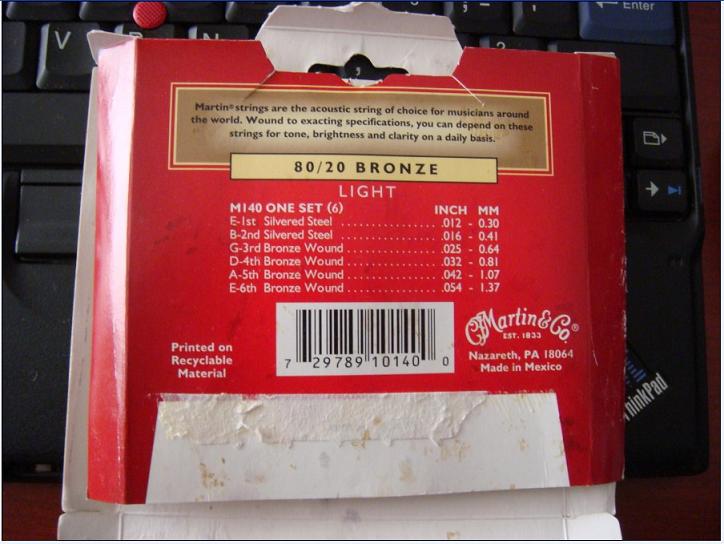 Enter
V
B
N
?
Martin® strings are the acoustic string of choice for musicians around
the world. Wound to exacting specifications, you can depend on these
strings for tone, brightness and clarity on a daily basis.
80/20 BRONZE
LIGHT
M140 ONE SET (6) INCH MM
E-1st Silvered Steel .................. .012 - 0.30
B-2nd Silvered Steel .................. .016 - 0.41
G-3rd Bronze Wound .................. .025 - 0.64
D-4th Bronze Wound .................. .032 - 0.81
A-5th Bronze Wound .................. .042 - 1.07
E-6th Bronze Wound .................. .054 - 1.37
7 29789 10140 0
Printed on
Recyclable
Material
CFMartin & Co.®
EST. 1833
Nazareth, PA 18064
Made in Mexico
ThinkPad